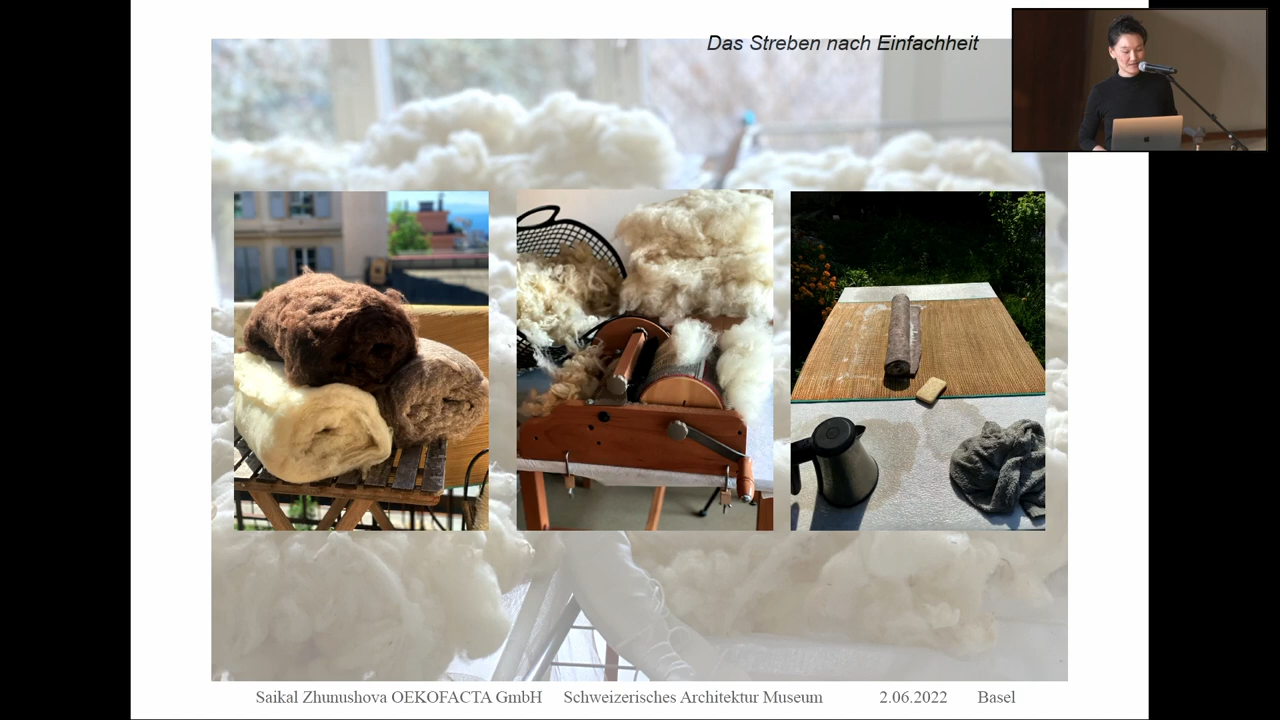 Das Streben nach Einfachheit
Saikal Zhunushova OEKOFACTA GmbH Schweizerisches Architektur Museum 2.06.2022 Basel